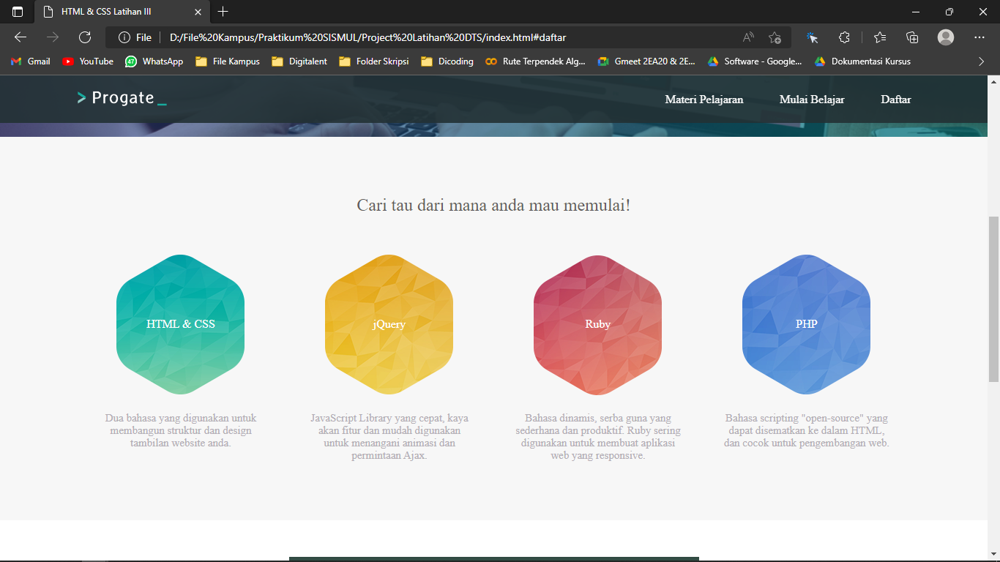 HTML & CSS Latihan III
File D:/File%20Kampus/Praktikum%20SISMUL/Project%20Latihan%20DTS/index.html#daftar
Gmail YouTube 47 WhatsApp File Kampus Digitalent Folder Skripsi Dicoding Rute Terpendek Alg... Gmeet 2EA20 & 2E... Software - Google... Dokumentasi Kursus
> Progate _ Materi Pelajaran Mulai Belajar Daftar
Cari tau dari mana anda mau memulai!
HTML & CSS
Dua bahasa yang digunakan untuk
membangun struktur dan design
tambilan website anda.
jQuery
JavaScript Library yang cepat, kaya
akan fitur dan mudah digunakan
untuk menangani animasi dan
permintaan Ajax.
Ruby
Bahasa dinamis, serba guna yang
sederhana dan produktif. Ruby sering
digunakan untuk membuat aplikasi
web yang responsive.
PHP
Bahasa scripting "open-source" yang
dapat disematkan ke dalam HTML,
dan cocok untuk pengembangan web.